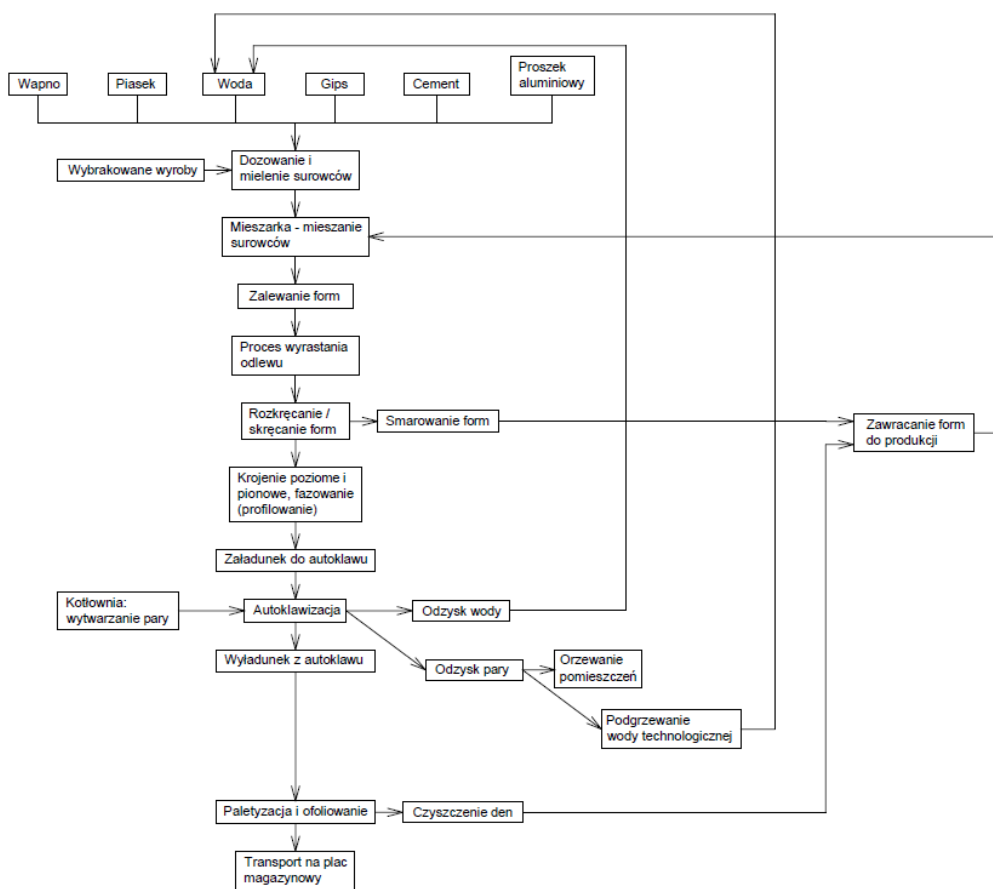 Wapno
Piasek
Woda
Gips
Cement
Proszek
aluminiowy
Wybrakowane wyroby
Dozowanie i
mielenie surowców
Mieszarka - mieszanie
surowców
Zalewanie form
Proces wyrastania
odlewu
Rozkręcanie /
skręcanie form
Smarowanie form
Zawracanie form
do produkcji
Krojenie poziome i
pionowe, fazowanie
(profilowanie)
Załadunek do autoklawu
Kotłownia:
wytwarzanie pary
Autoklawizacja
Odzysk wody
Wyładunek z autoklawu
Odzysk pary
Orzewanie
pomieszczeń
Podgrzewanie
wody technologicznej
Paletyzacja i ofoliowanie
Czyszczenie den
Transport na plac
magazynowy